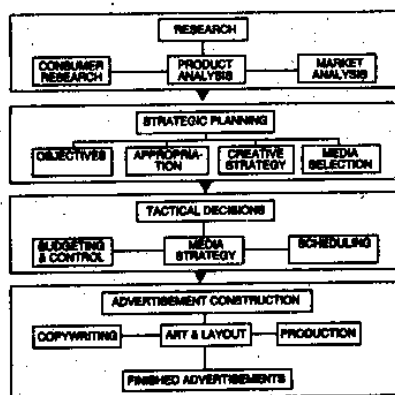 RESEARCH
CONSUMER RESEARCH
PRODUCT ANALYSIS
MARKET ANALYSIS
STRATEGIC PLANNING
OBJECTIVES
APPROPRIA-
TION
CREATIVE STRATEGY
MEDIA SELECTION
TACTICAL DECISIONS
BUDGETING & CONTROL
MEDIA STRATEGY
SCHEDULING
ADVERTISEMENT CONSTRUCTION
COPYWRITING
ART & LAYOUT
PRODUCTION
FINISHED ADVERTISEMENTS